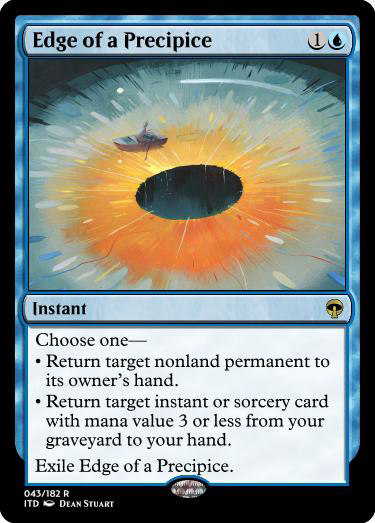 Edge of a Precipice 1
Instant
Choose one—
• Return target nonland permanent to
its owner's hand.
• Return target instant or sorcery card
with mana value 3 or less from your
graveyard to your hand.
Exile Edge of a Precipice.
043/182 R
ITD DEAN STUART